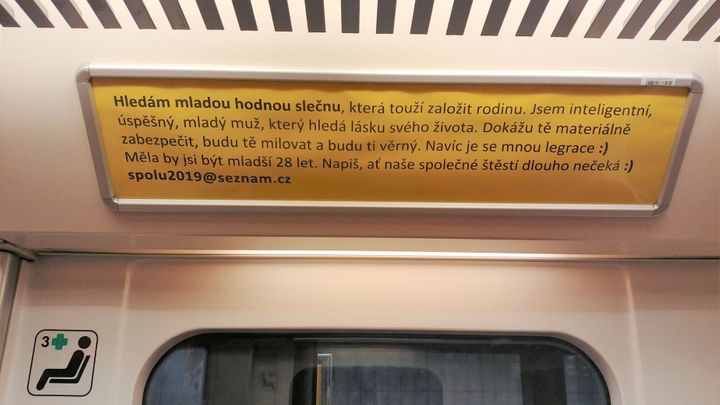 Hledám mladou hodnou slečnu, která touží založit rodinu. Jsem inteligentní,
úspěšný, mladý muž, který hledá lásku svého života. Dokážu tě materiálně
zabezpečit, budu tě milovat a budu ti věrný. Navíc je se mnou legrace :)
Měla by jsi být mladší 28 let. Napiš, ať naše společné štěstí dlouho nečeká :)
spolu2019@seznam.cz
3